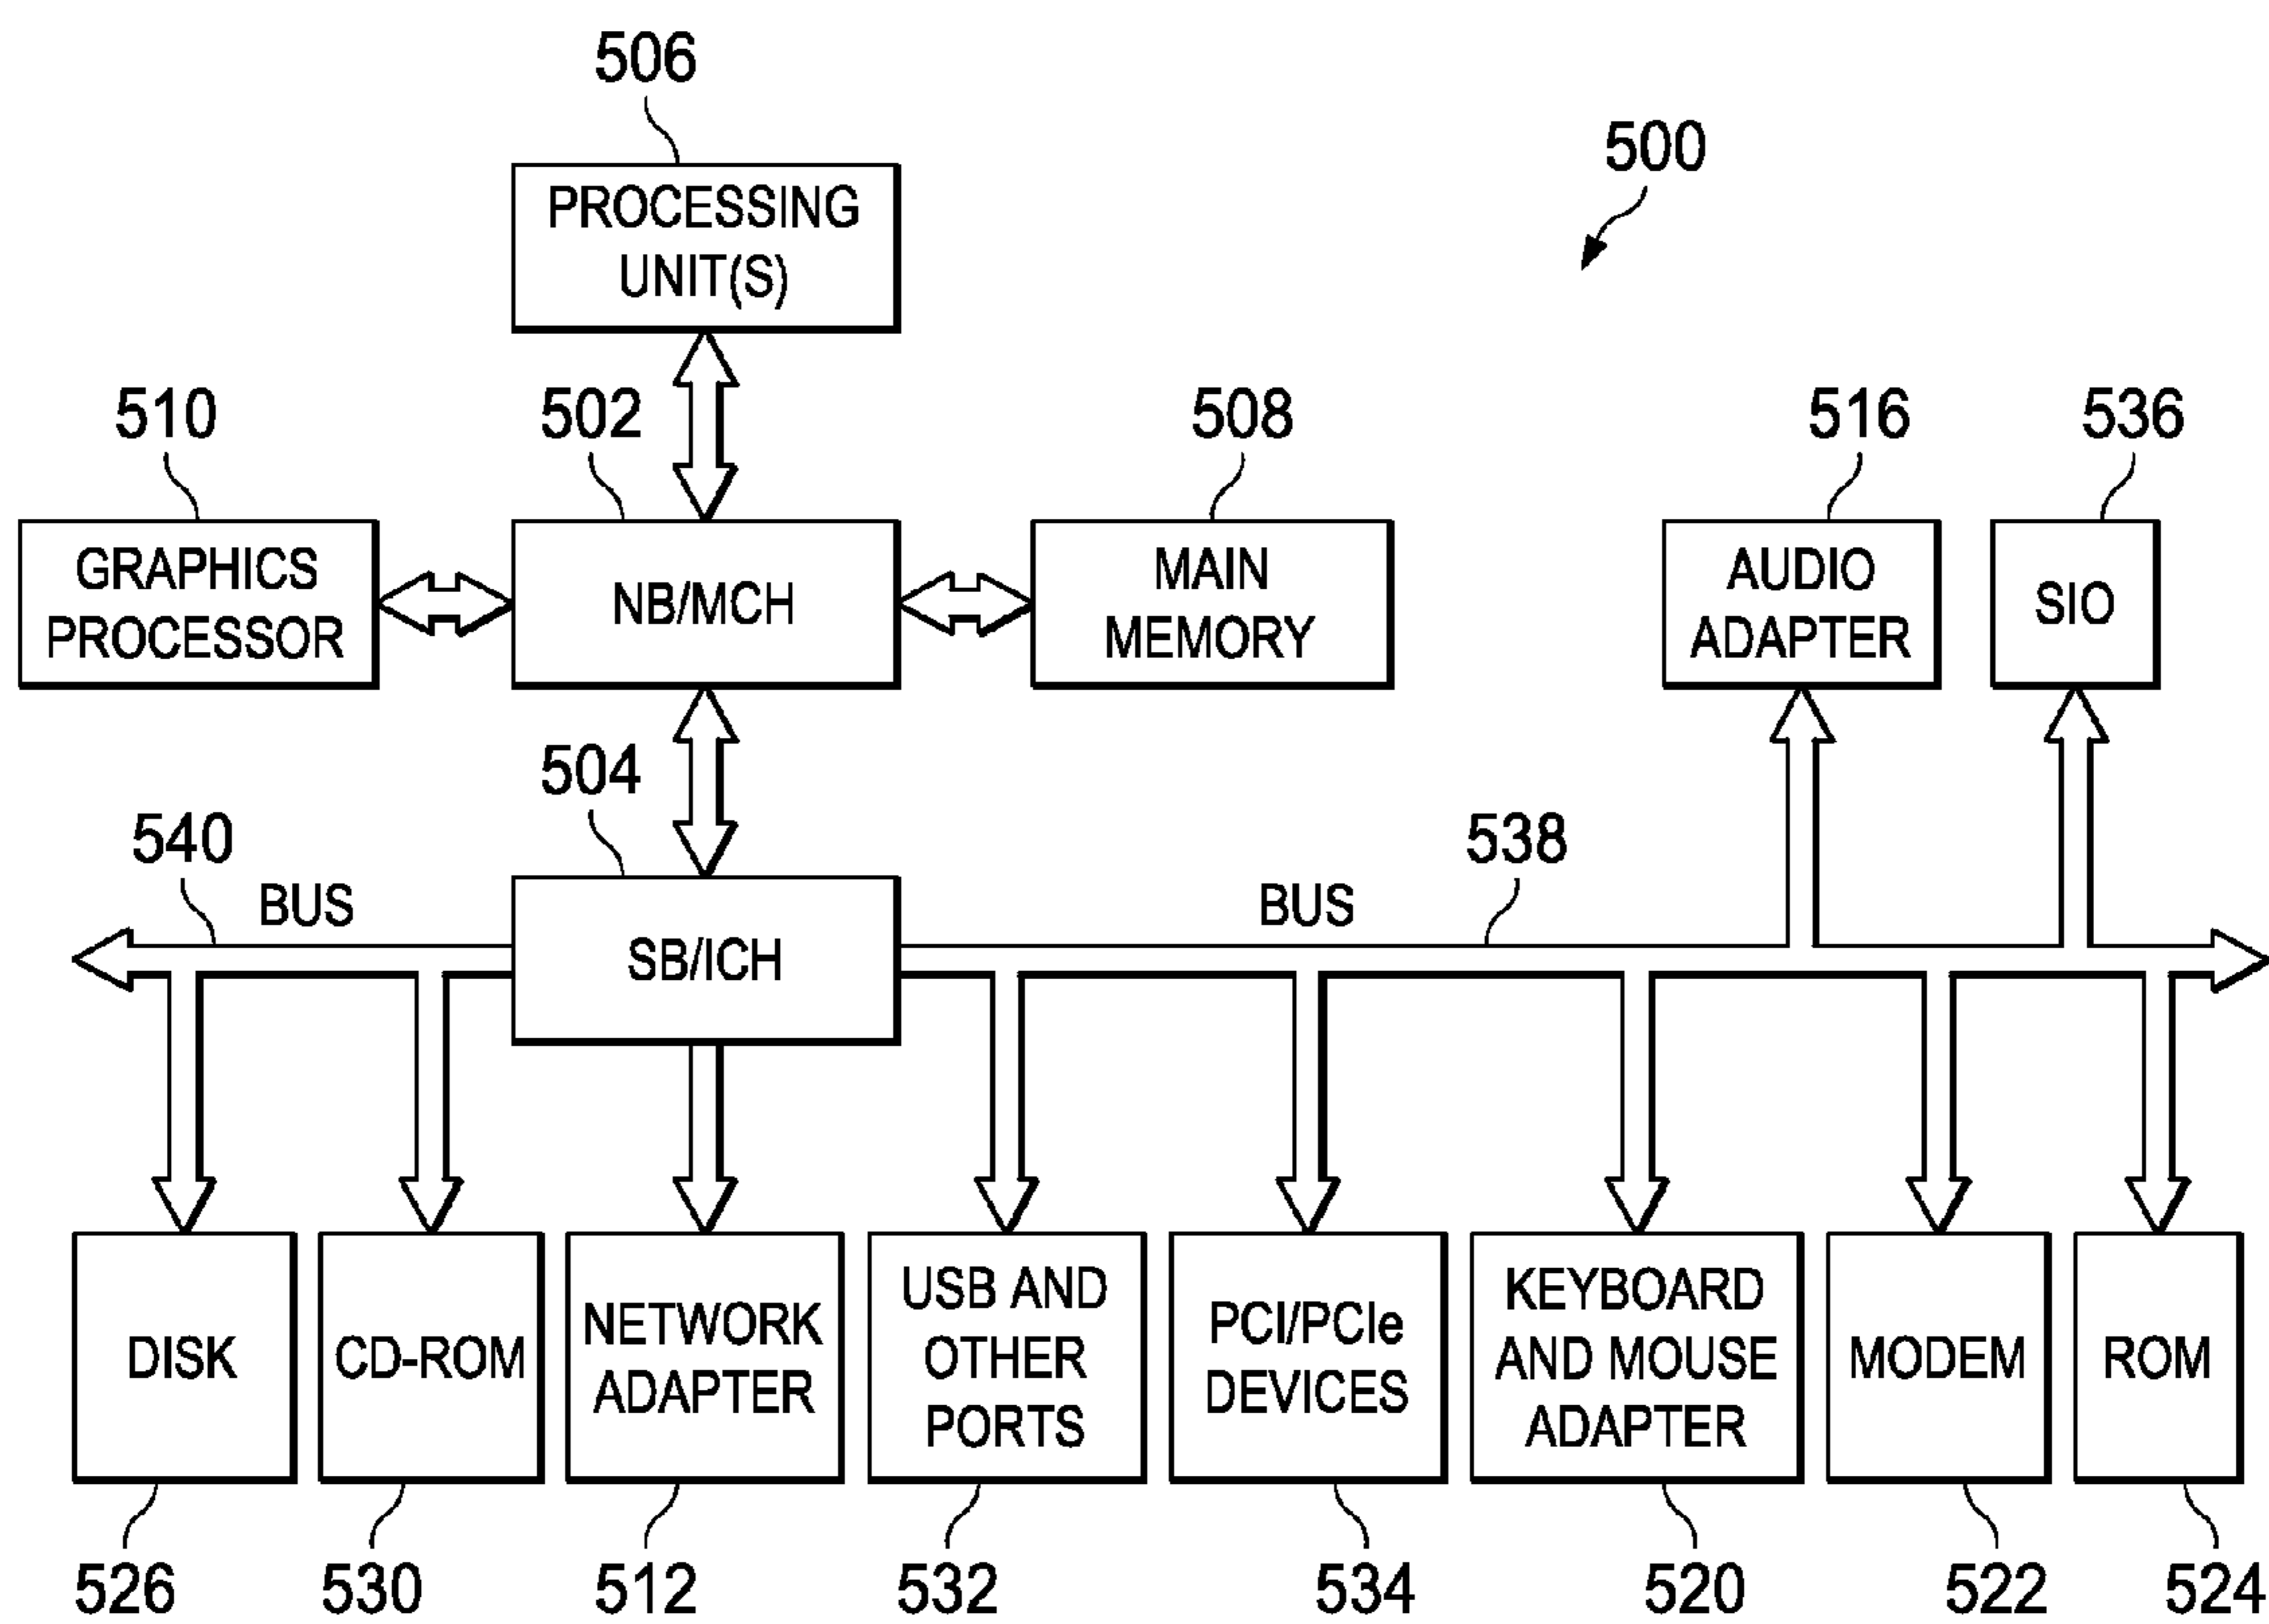 506
500
PROCESSING
UNIT(S)
510
502
508
516
536
GRAPHICS
PROCESSOR
NB/MCH
MAIN
MEMORY
AUDIO
ADAPTER
SIO
504
540
538
BUS
BUS
SB/ICH
DISK
CD-ROM
NETWORK
ADAPTER
USB AND
OTHER
PORTS
PCI/PCIe
DEVICES
KEYBOARD
AND MOUSE
ADAPTER
MODEM
ROM
526
530
512
532
534
520
522
524